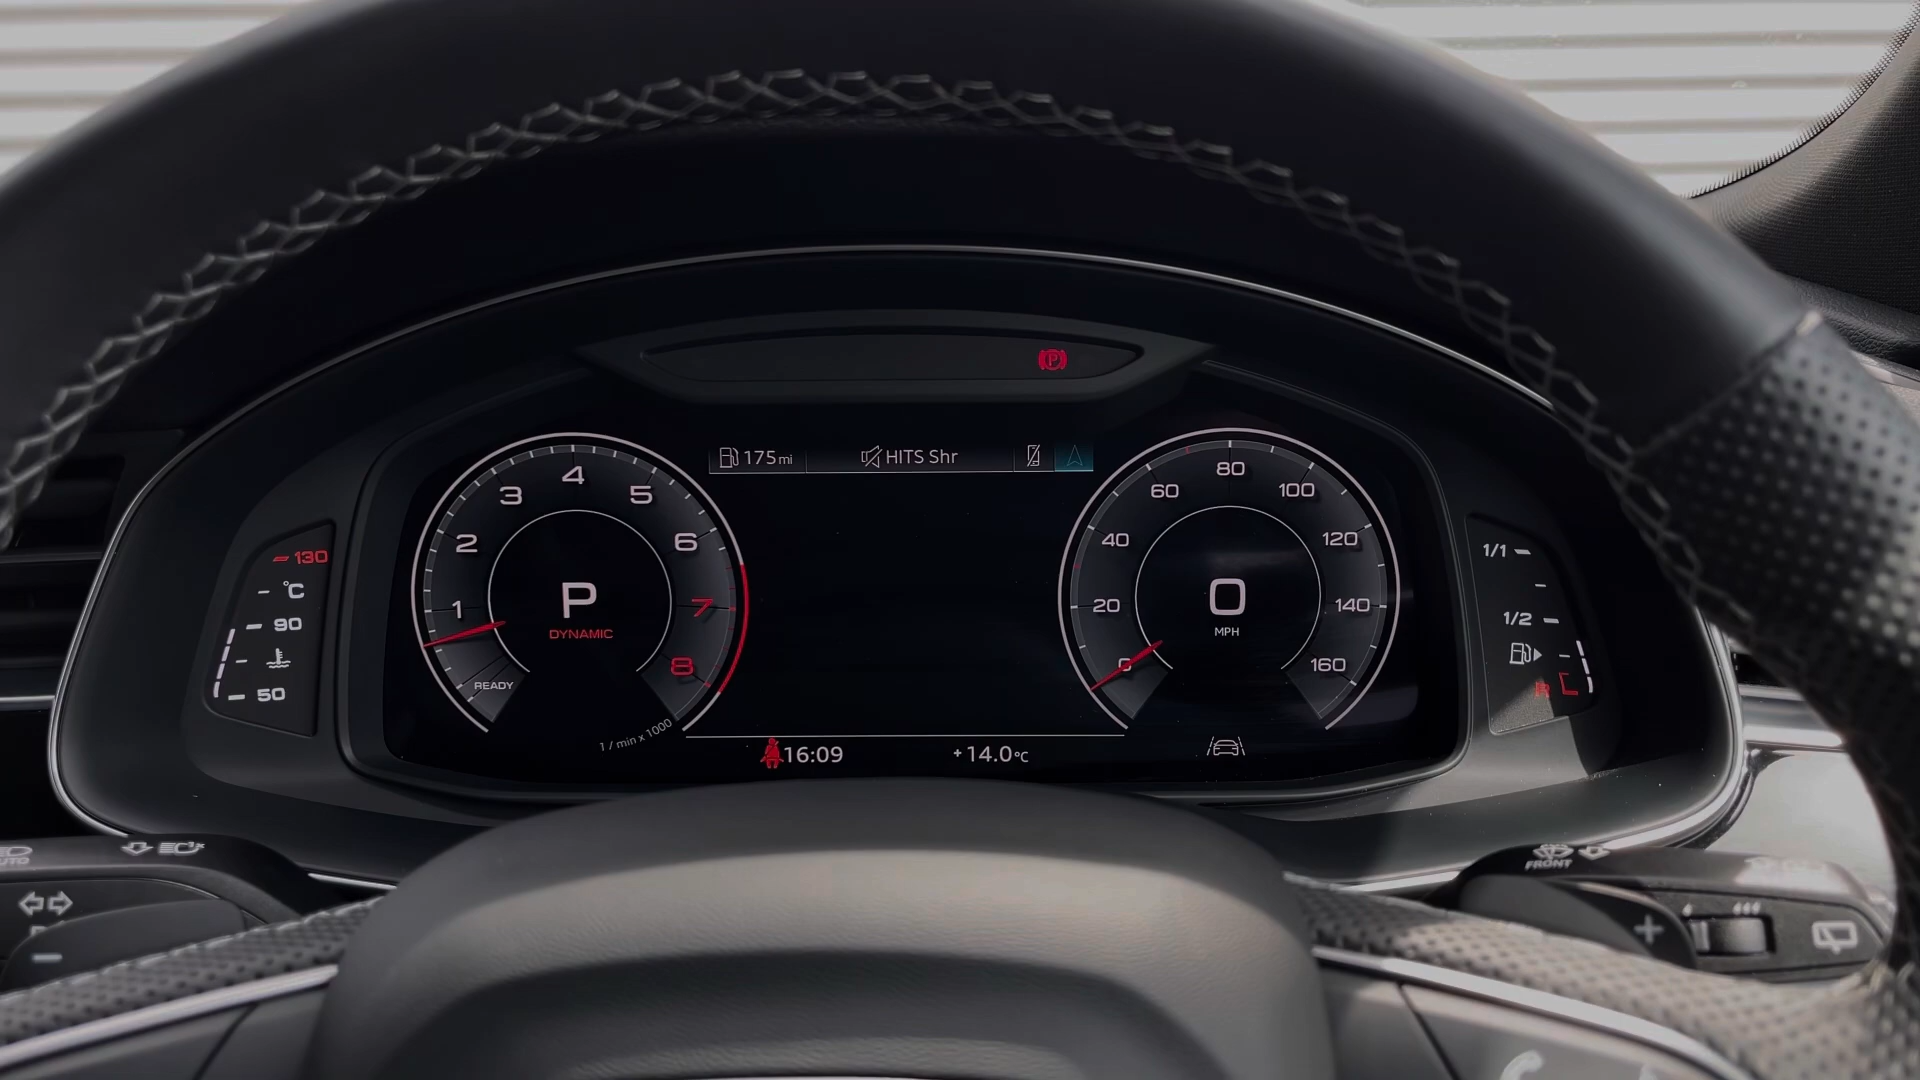 P
175mi
HITS Shr
1
2
3
4
5
6
7
8
P
DYNAMIC
READY
1 / min x 1000
0
20
40
60
80
100
120
140
160
0
MPH
130
°C
90
50
1/1
1/2
R
16:09
+14.0°C
AUTO
FRONT